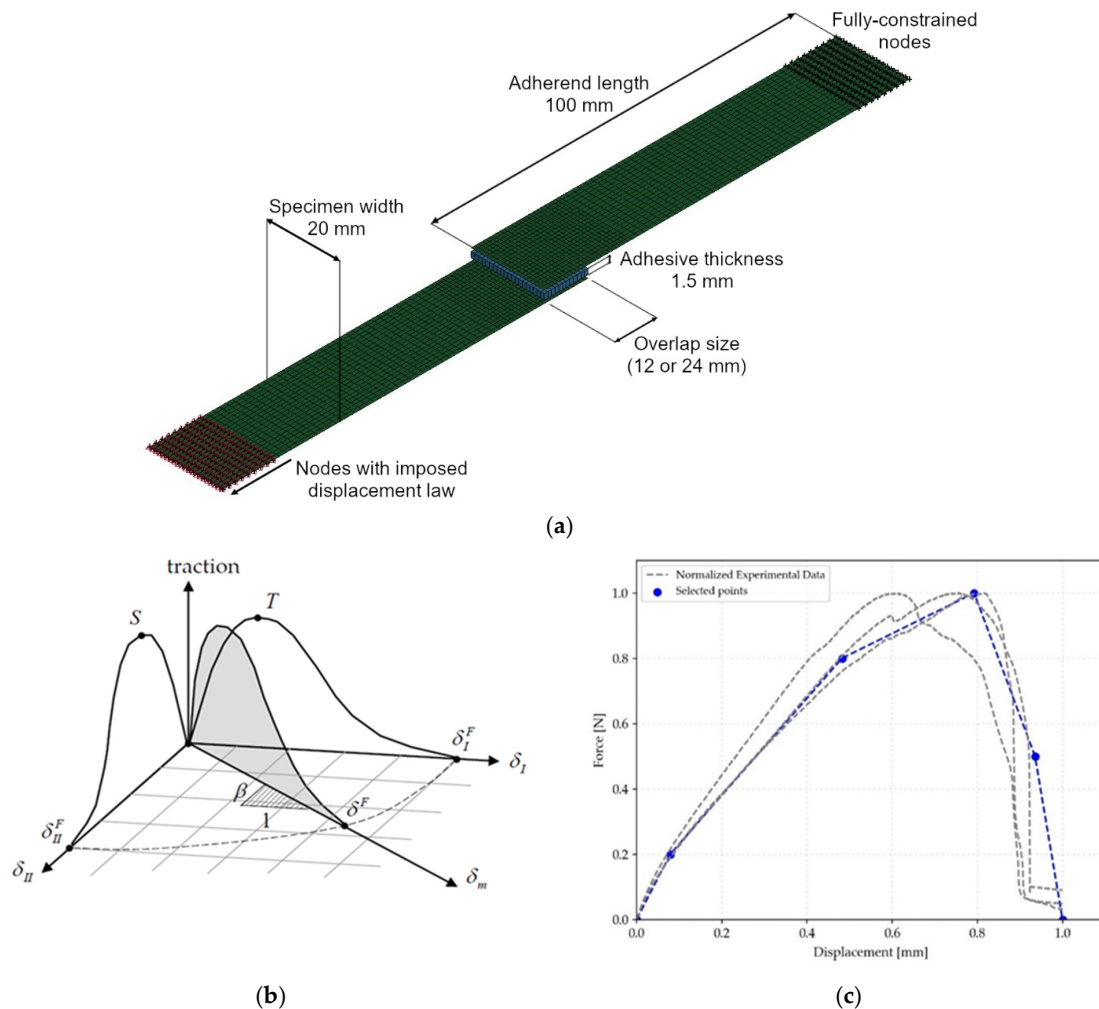 Fully-constrained
nodes
Adherend length
100 mm
Specimen width
20 mm
Adhesive thickness
1.5 mm
Overlap size
(12 or 24 mm)
Nodes with imposed
displacement law
(a)
traction
S
T
δ_I^F
δ_I
β
1
δ^F
δ_II^F
δ_II
δ_m
(b)
Normalized Experimental Data
Selected points
1.0
0.8
0.6
0.4
0.2
0.0
Force [N]
0.0 0.2 0.4 0.6 0.8 1.0
Displacement [mm]
(c)